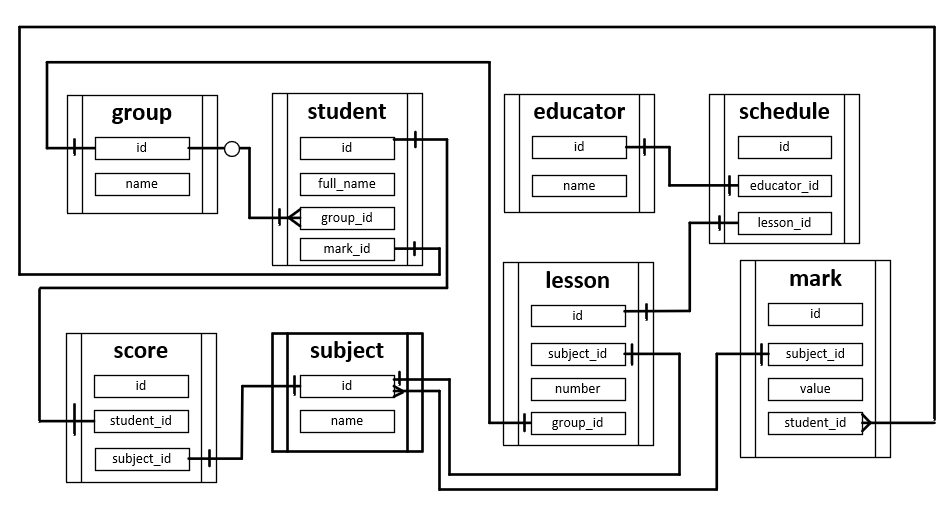 group
id
name
student
id
full_name
group_id
mark_id
educator
id
name
schedule
id
educator_id
lesson_id
lesson
id
subject_id
number
group_id
mark
id
subject_id
value
student_id
score
id
student_id
subject_id
subject
id
name